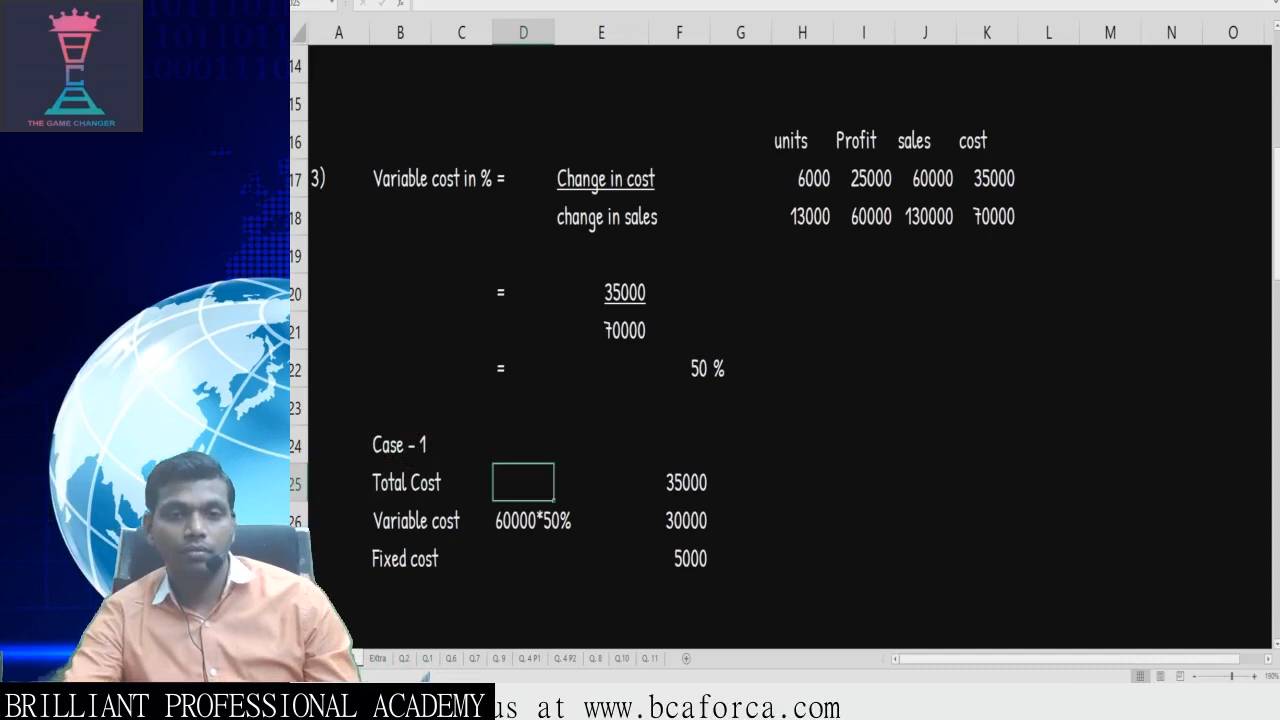 THE GAME CHANGER
A B C D E F G H I J K L M N O
14
15
16 units Profit sales cost
17 3) Variable cost in % = Change in cost 6000 25000 60000 35000
18 change in sales 13000 60000 130000 70000
19
20 = 35000
21 70000
22 = 50 %
23
24 Case - 1
25 Total Cost 35000
26 Variable cost 60000*50% 30000
Fixed cost 5000
EXtra Q.2 Q.1 Q.6 Q.7 Q. 9 Q. 4 P1 Q. 4 P2 Q. 8 Q.10 Q. 11
190%
BRILLIANT PROFESSIONAL ACADEMY us at www.bcaforca.com